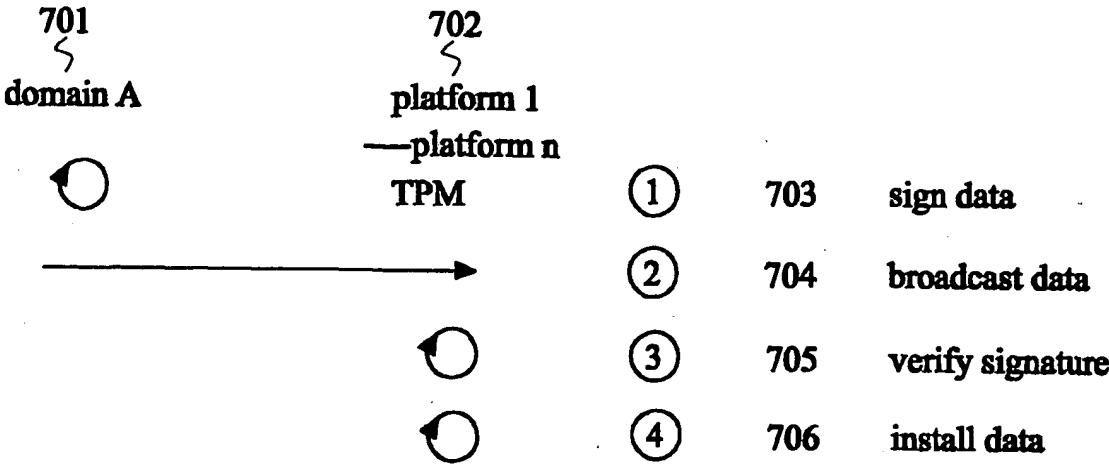 701 702
domain A platform 1
platform n
TPM 1 703 sign data
2 704 broadcast data
3 705 verify signature
4 706 install data